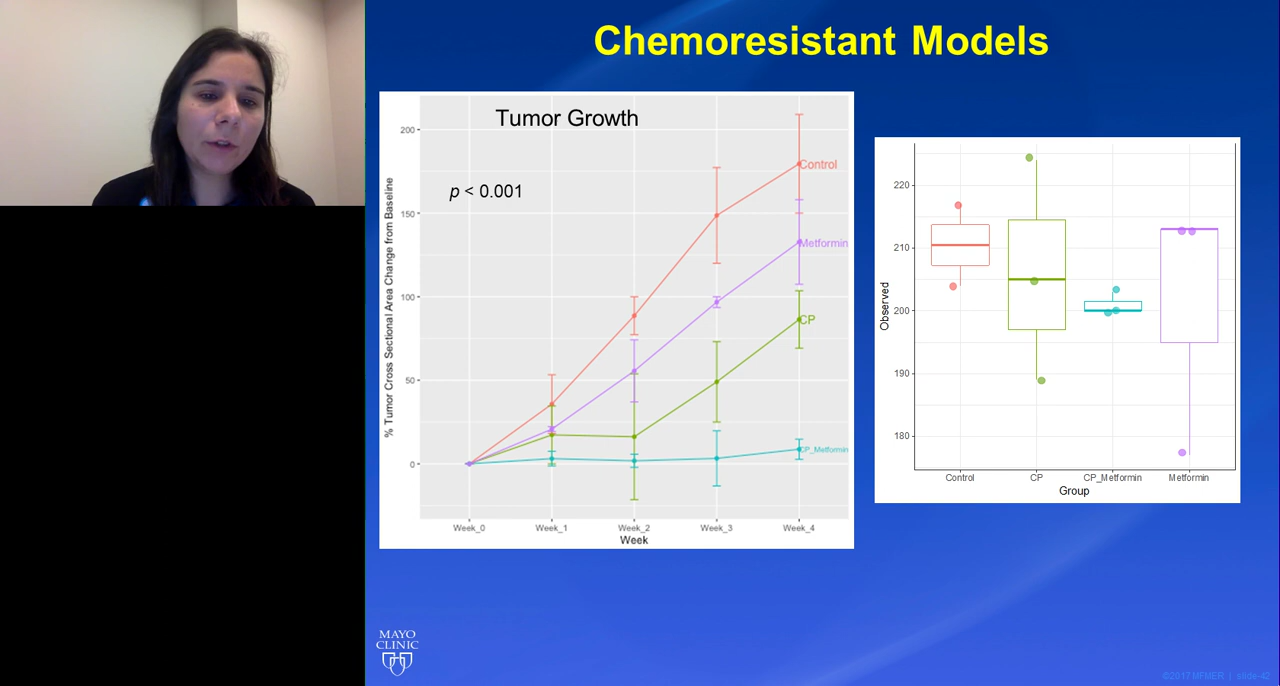 Chemoresistant Models
Tumor Growth
p < 0.001
% Tumor Cross Sectional Area Change from Baseline
200
150
100
50
0
Control
Metformin
CP
CP_Metformin
Week_0 Week_1 Week_2 Week_3 Week_4
Week
Observed
220
210
200
190
180
Control CP CP_Metformin Metformin
Group
MAYO
CLINIC
©2017 MFMER | slide-42